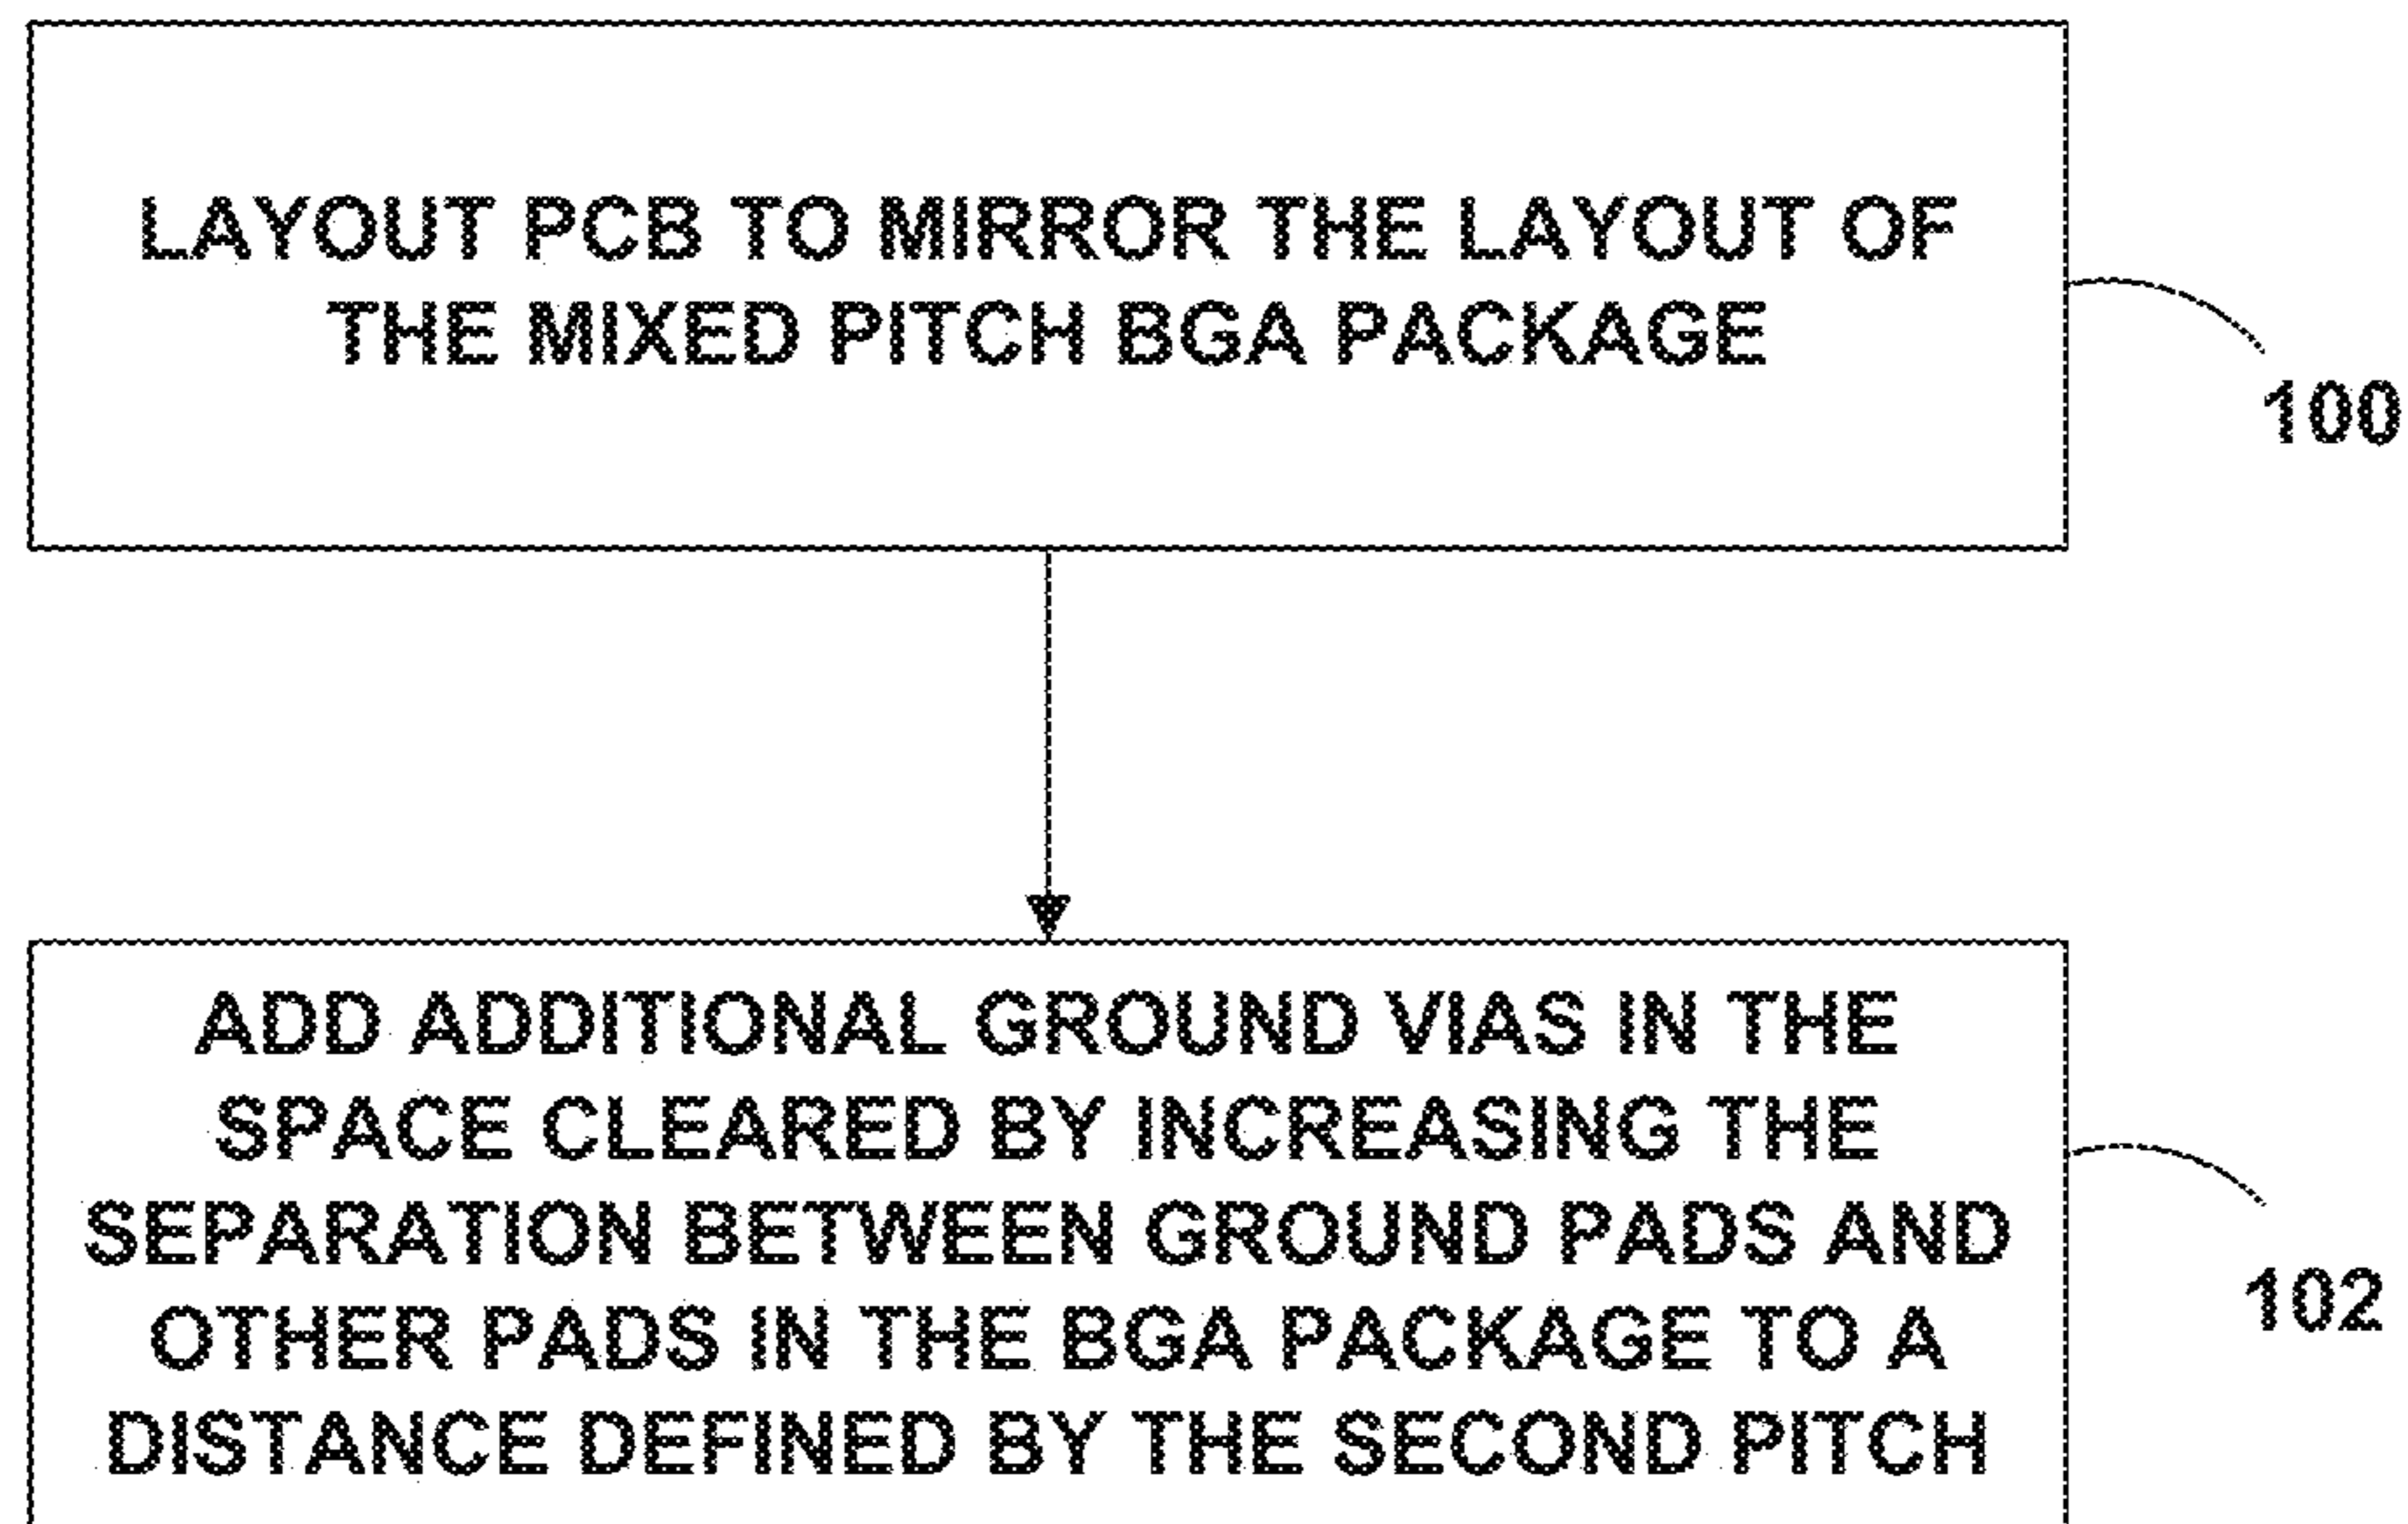 LAYOUT PCB TO MIRROR THE LAYOUT OF
THE MIXED PITCH BGA PACKAGE
100
ADD ADDITIONAL GROUND VIAS IN THE
SPACE CLEARED BY INCREASING THE
SEPARATION BETWEEN GROUND PADS AND
OTHER PADS IN THE BGA PACKAGE TO A
DISTANCE DEFINED BY THE SECOND PITCH
102